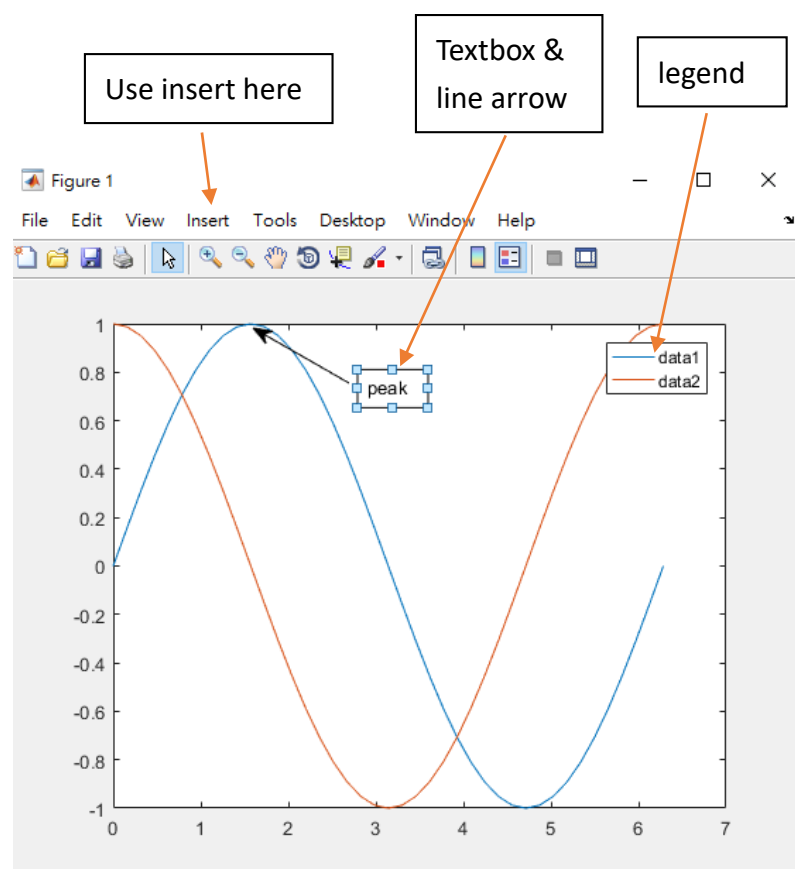 Use insert here
Textbox &
line arrow
legend
Figure 1
File Edit View Insert Tools Desktop Window Help
1
0.8
0.6
0.4
0.2
0
-0.2
-0.4
-0.6
-0.8
-1
peak
data1
data2
0 1 2 3 4 5 6 7